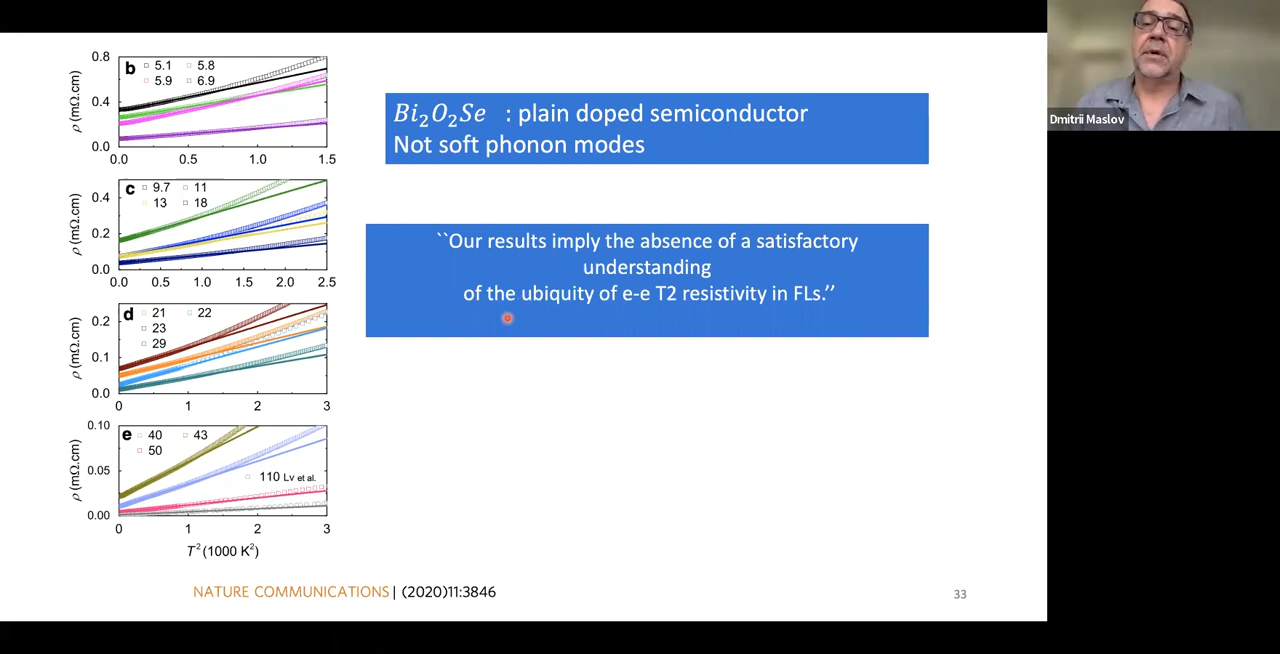 b 5.1 5.8
5.9 6.9
ρ (mΩ.cm)
0.8
0.4
0.0
0.0 0.5 1.0 1.5
c 9.7 11
13 18
ρ (mΩ.cm)
0.4
0.2
0.0
0.0 0.5 1.0 1.5 2.0 2.5
d 21 22
23
29
ρ (mΩ.cm)
0.2
0.1
0.0
0 1 2 3
e 40 43
50
110 Lv et al.
ρ (mΩ.cm)
0.10
0.05
0.00
0 1 2 3
T² (1000 K²)
Bi₂O₂Se : plain doped semiconductor
Not soft phonon modes
``Our results imply the absence of a satisfactory
understanding
of the ubiquity of e-e T2 resistivity in FLs.’’
NATURE COMMUNICATIONS | (2020)11:3846
33
Dmitrii Maslov